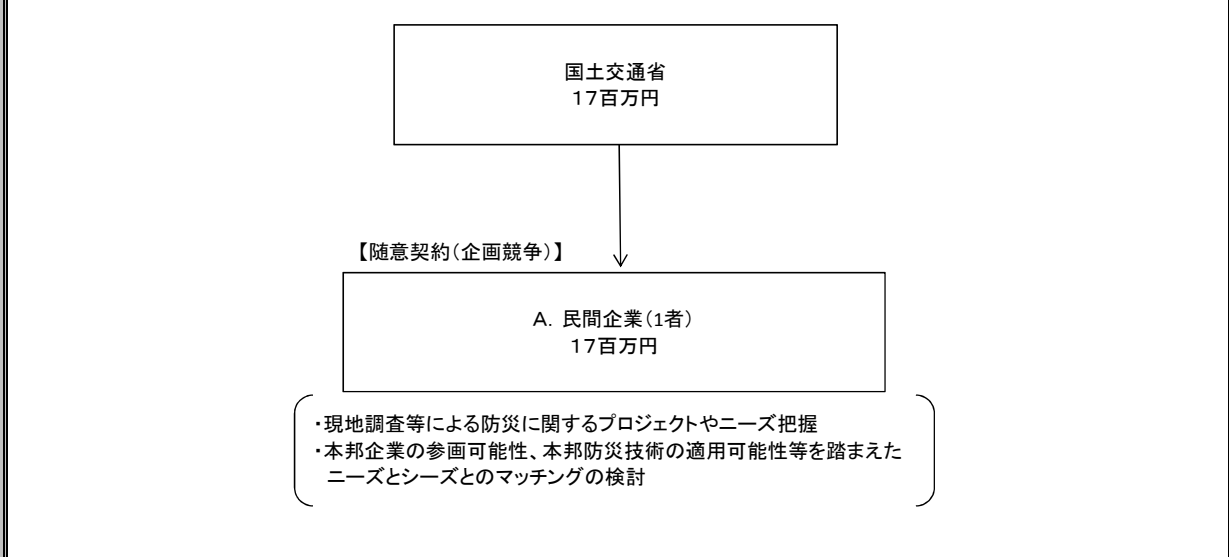 国土交通省
17百万円
【随意契約(企画競争)】
A. 民間企業(1者)
17百万円
・現地調査等による防災に関するプロジェクトやニーズ把握
・本邦企業の参画可能性、本邦防災技術の適用可能性等を踏まえた
ニーズとシーズとのマッチングの検討